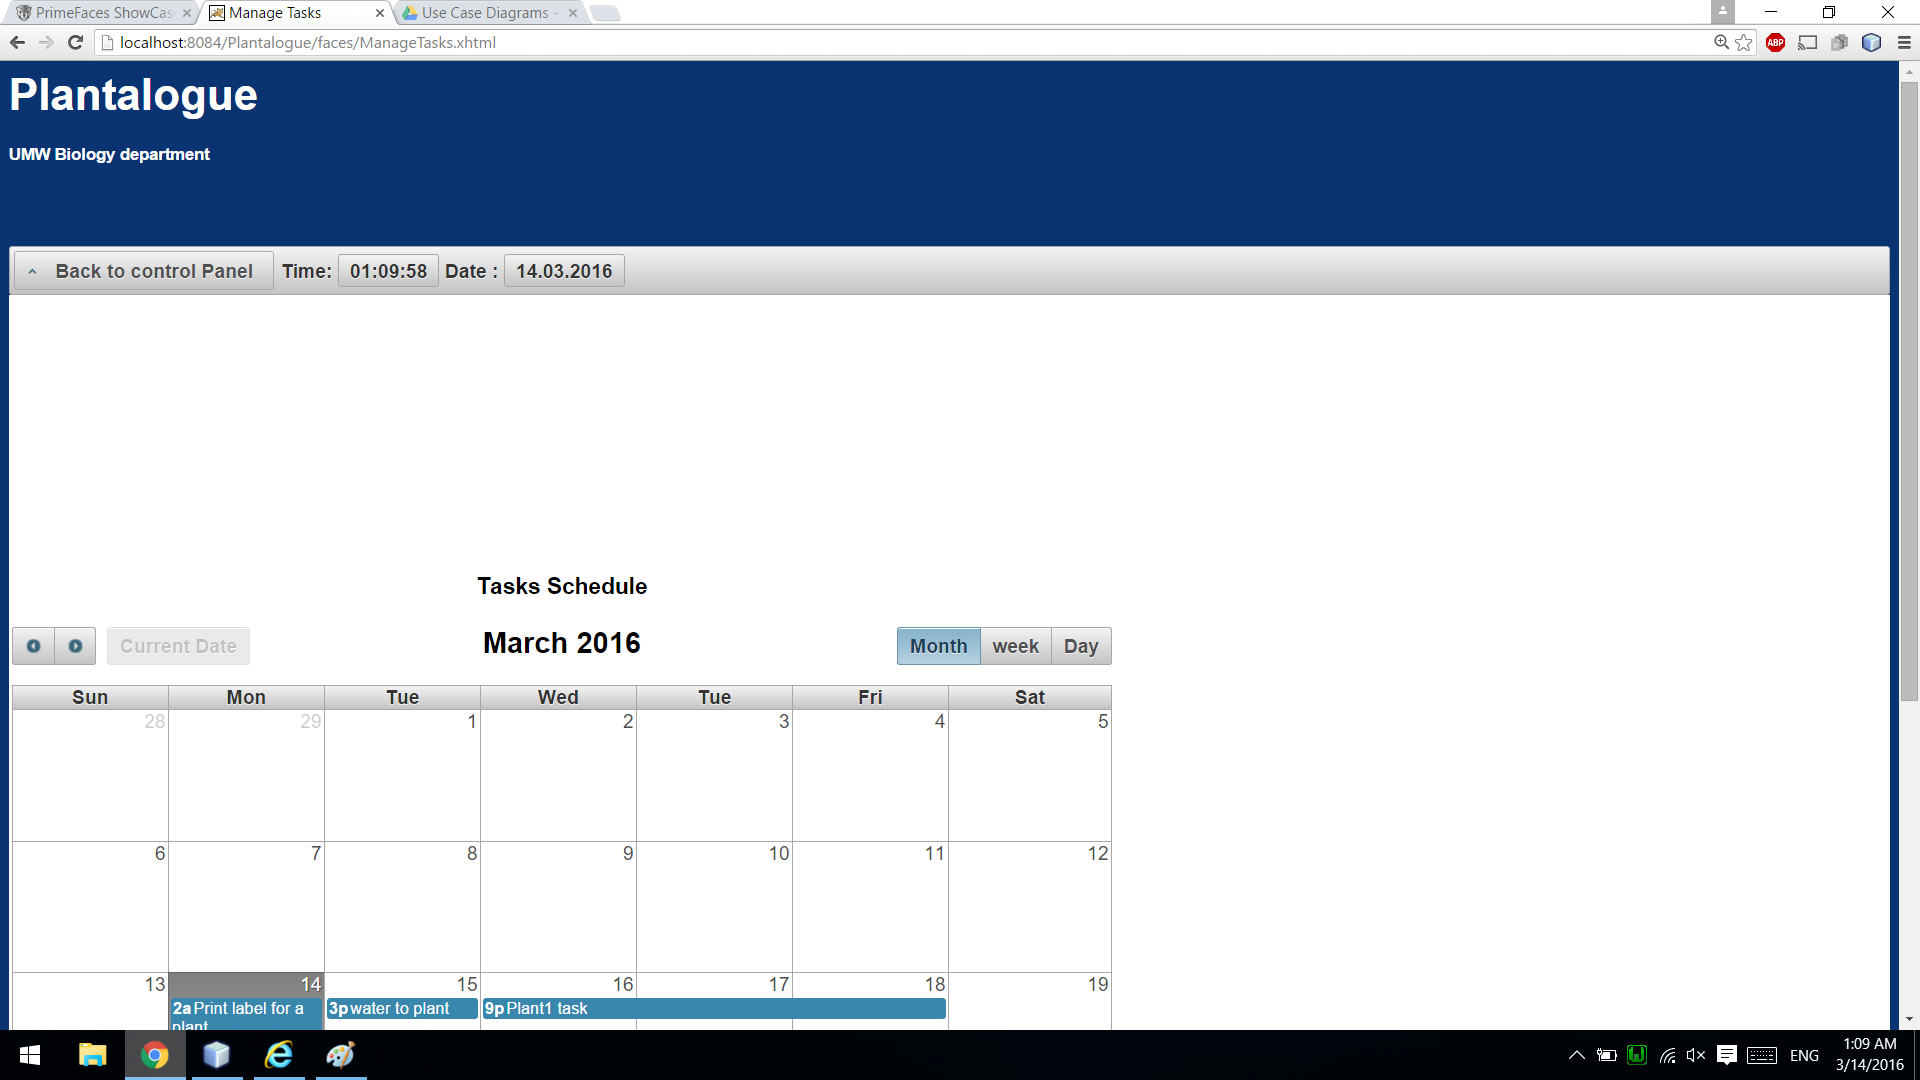 PrimeFaces ShowCas
Manage Tasks
Use Case Diagrams -
localhost:8084/Plantalogue/faces/ManageTasks.xhtml
ABP
Plantalogue
UMW Biology department
Back to control Panel Time: 01:09:58 Date : 14.03.2016
Tasks Schedule
Current Date
March 2016
Month week Day
Sun Mon Tue Wed Tue Fri Sat
28 29 1 2 3 4 5
6 7 8 9 10 11 12
13 14 15 16 17 18 19
2a Print label for a
plant
3p water to plant
9p Plant1 task
ENG
1:09 AM
3/14/2016